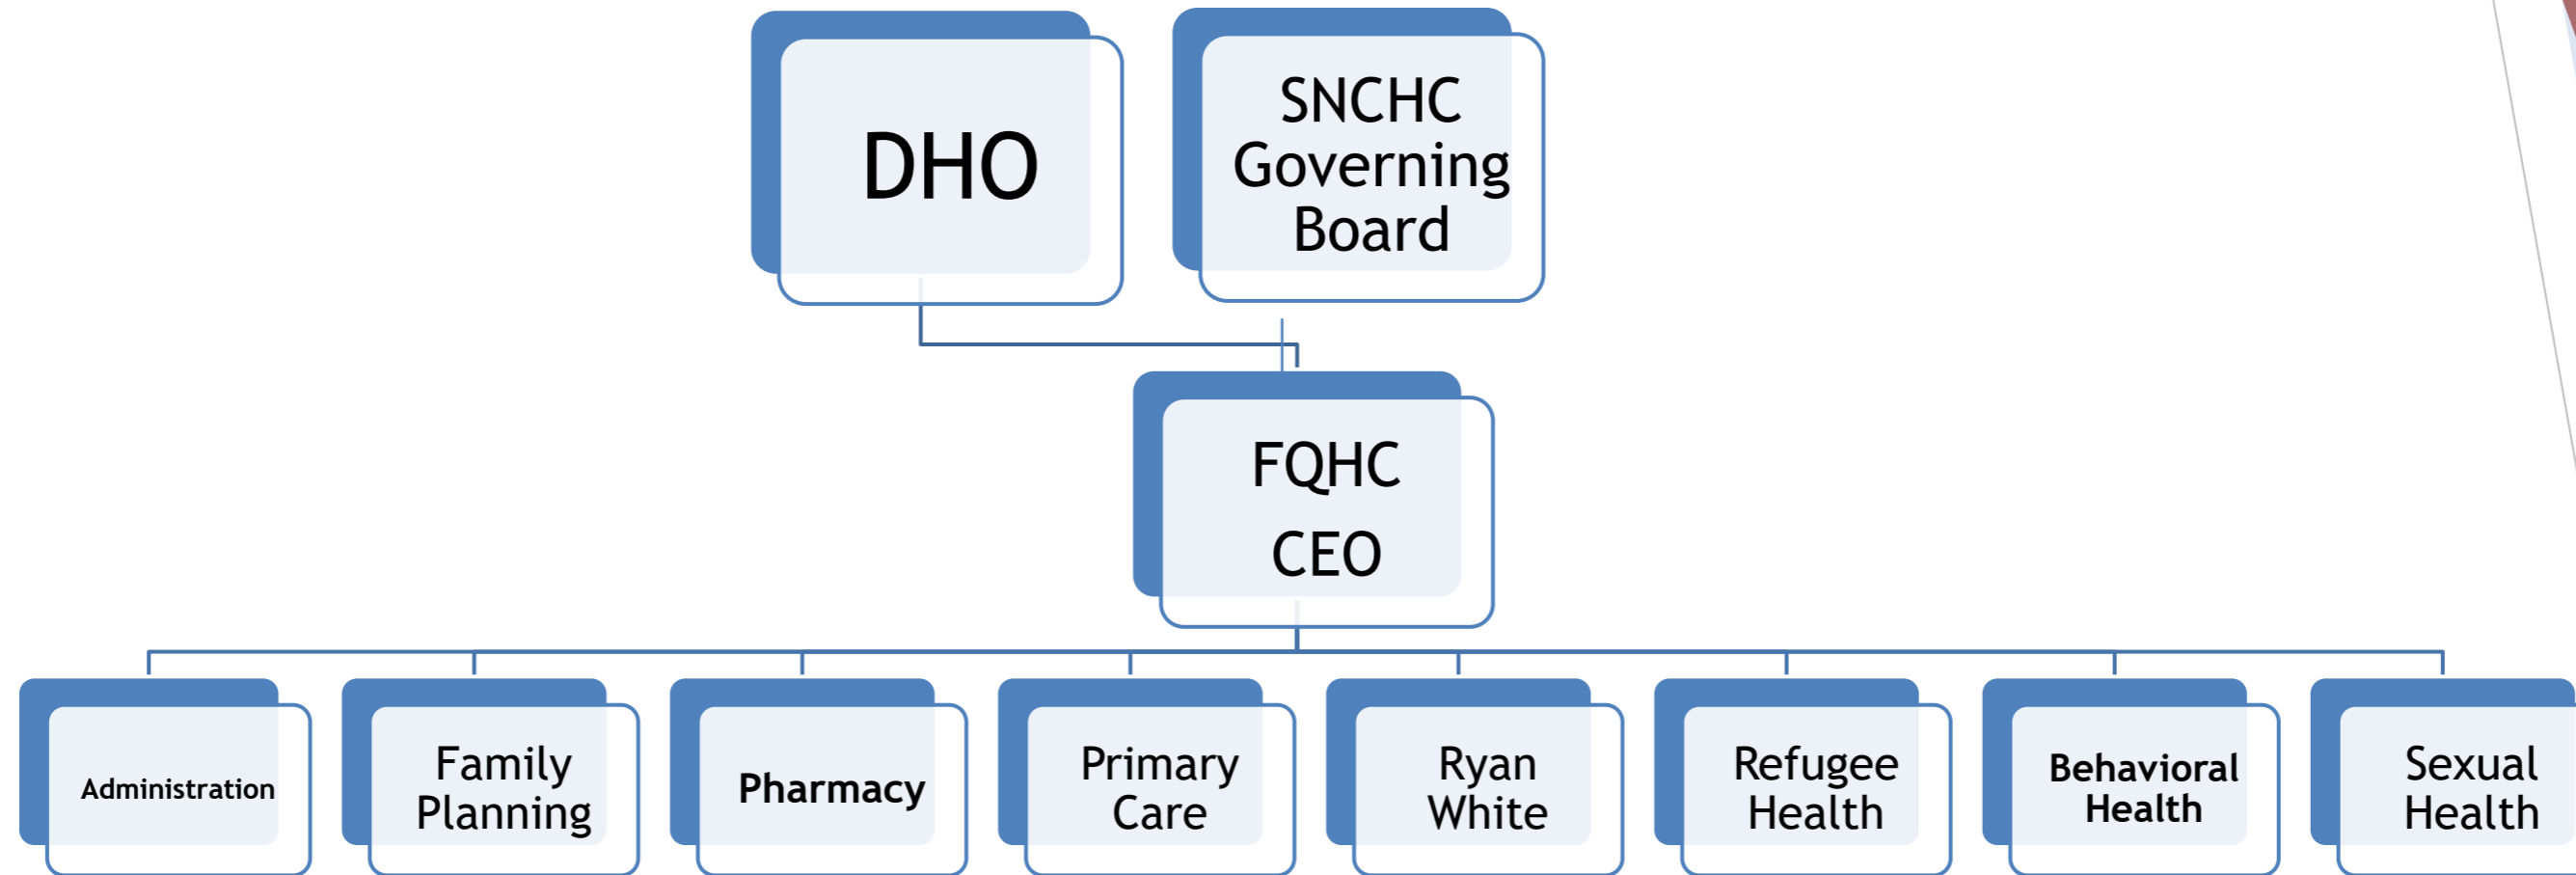 DHO
SNCHC
Governing
Board
FQHC
CEO
Administration
Family
Planning
Pharmacy
Primary
Care
Ryan
White
Refugee
Health
Behavioral
Health
Sexual
Health